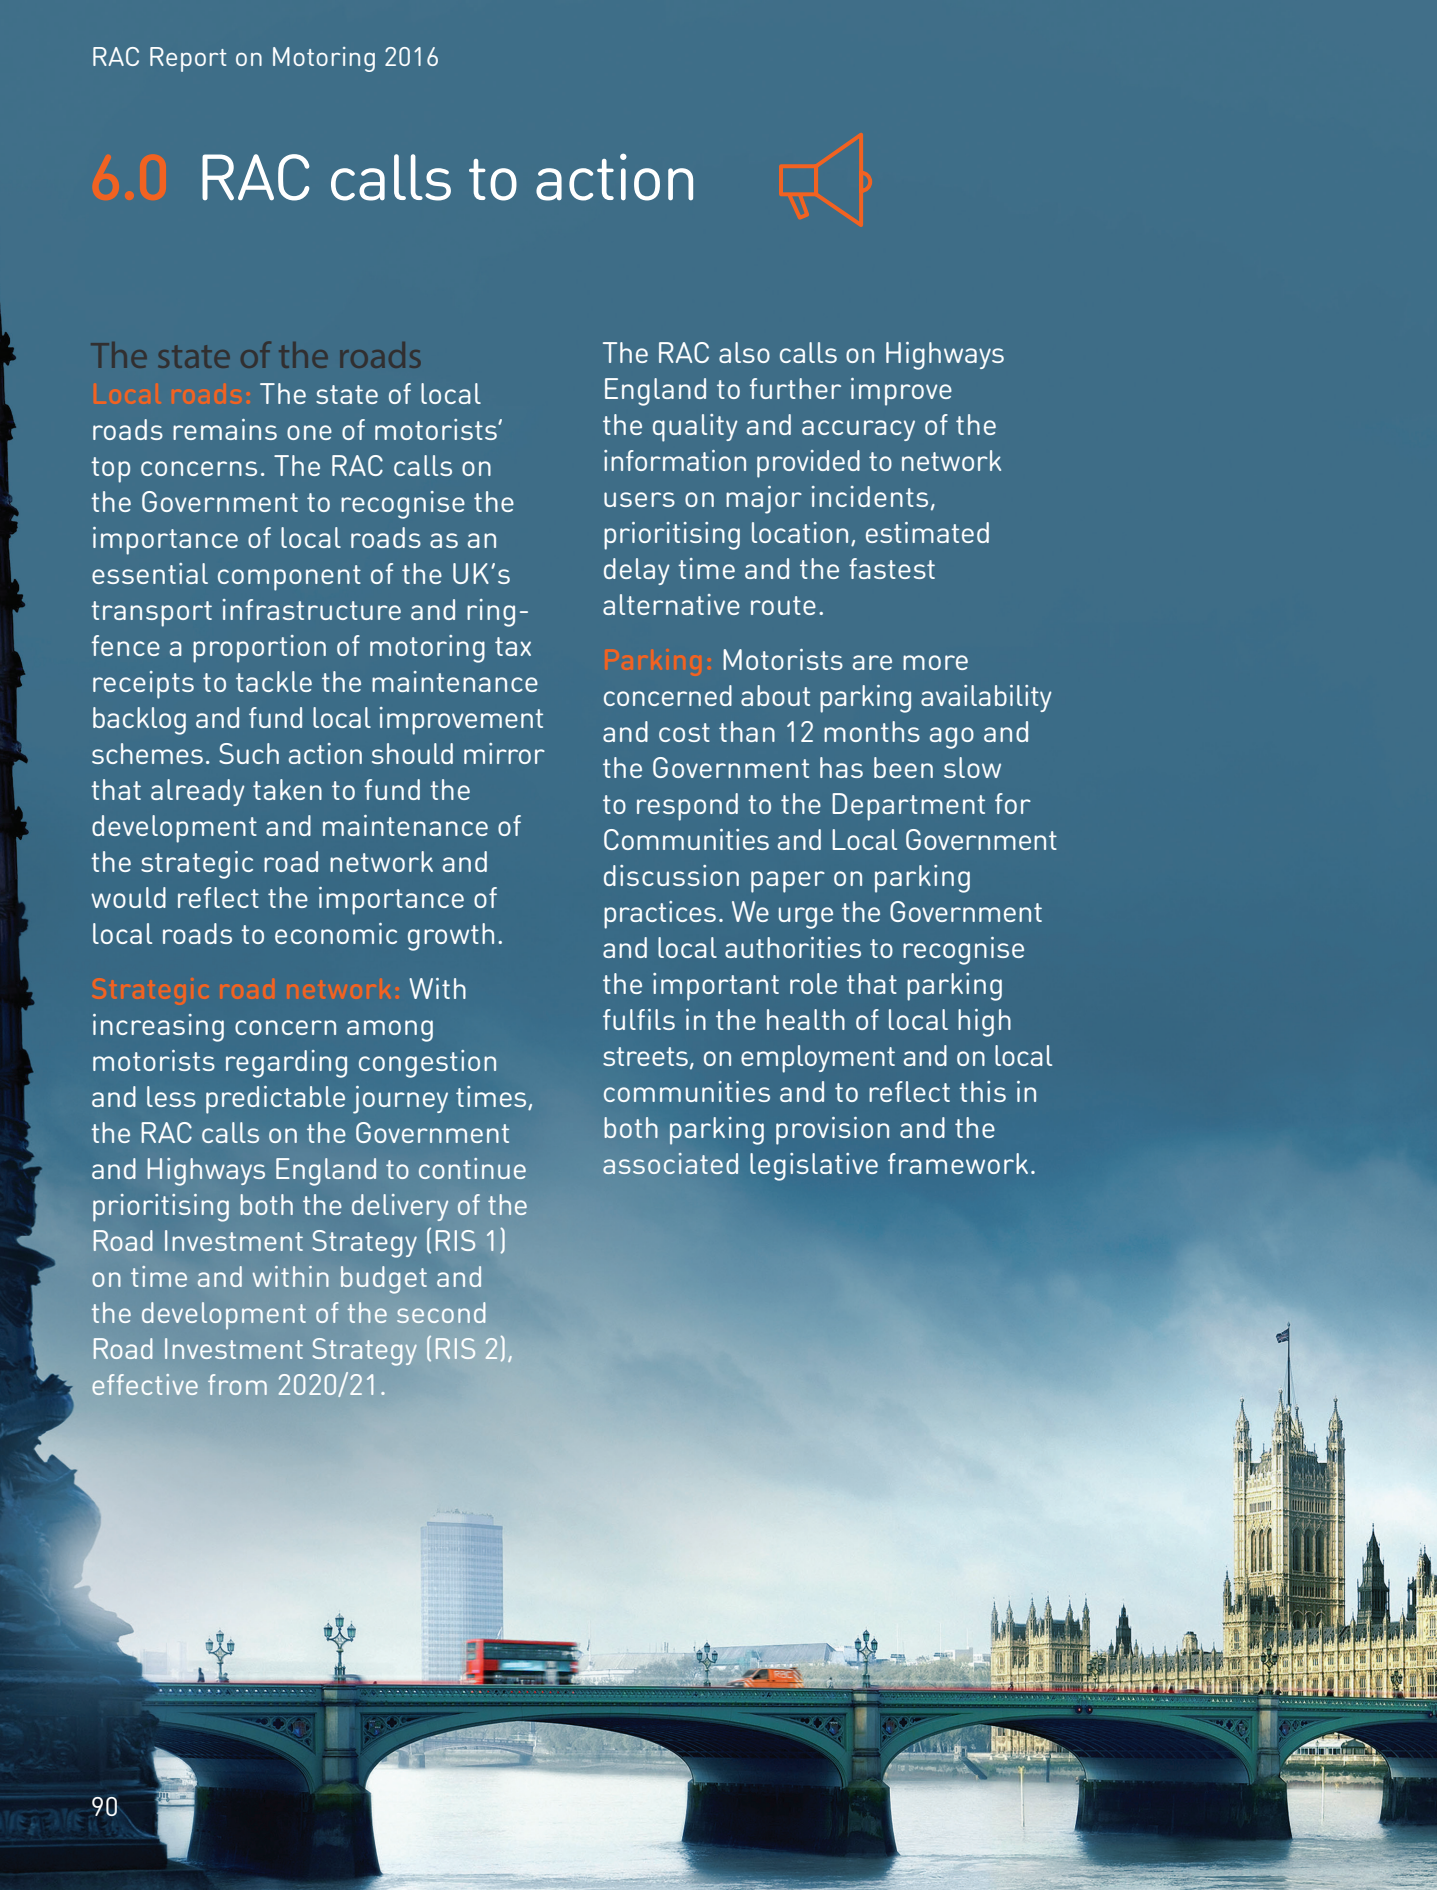 RAC Report on Motoring 2016
6.0 RAC calls to action
The state of the roads
Local roads: The state of local
roads remains one of motorists’
top concerns. The RAC calls on
the Government to recognise the
importance of local roads as an
essential component of the UK’s
transport infrastructure and ring-
fence a proportion of motoring tax
receipts to tackle the maintenance
backlog and fund local improvement
schemes. Such action should mirror
that already taken to fund the
development and maintenance of
the strategic road network and
would reflect the importance of
local roads to economic growth.
Strategic road network: With
increasing concern among
motorists regarding congestion
and less predictable journey times,
the RAC calls on the Government
and Highways England to continue
prioritising both the delivery of the
Road Investment Strategy (RIS 1)
on time and within budget and
the development of the second
Road Investment Strategy (RIS 2),
effective from 2020/21.
The RAC also calls on Highways
England to further improve
the quality and accuracy of the
information provided to network
users on major incidents,
prioritising location, estimated
delay time and the fastest
alternative route.
Parking: Motorists are more
concerned about parking availability
and cost than 12 months ago and
the Government has been slow
to respond to the Department for
Communities and Local Government
discussion paper on parking
practices. We urge the Government
and local authorities to recognise
the important role that parking
fulfils in the health of local high
streets, on employment and on local
communities and to reflect this in
both parking provision and the
associated legislative framework.
RAC
90